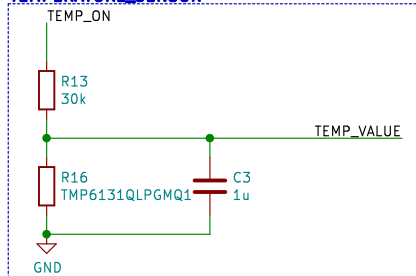 TEMP_ON
R13
30k
TEMP_VALUE
R16
TMP6131QLPGMQ1
C3
1u
GND